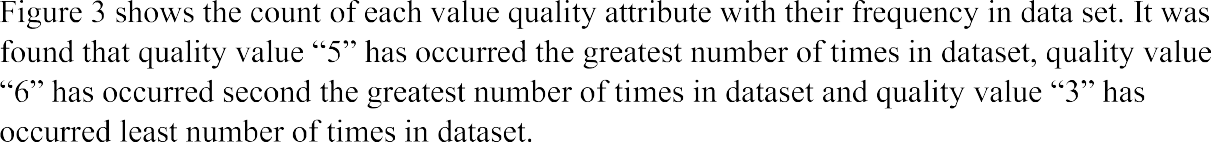 Figure 3 shows the count of each value quality attribute with their frequency in data set. It was
found that quality value “5” has occurred the greatest number of times in dataset, quality value
“6” has occurred second the greatest number of times in dataset and quality value “3” has
occurred least number of times in dataset.